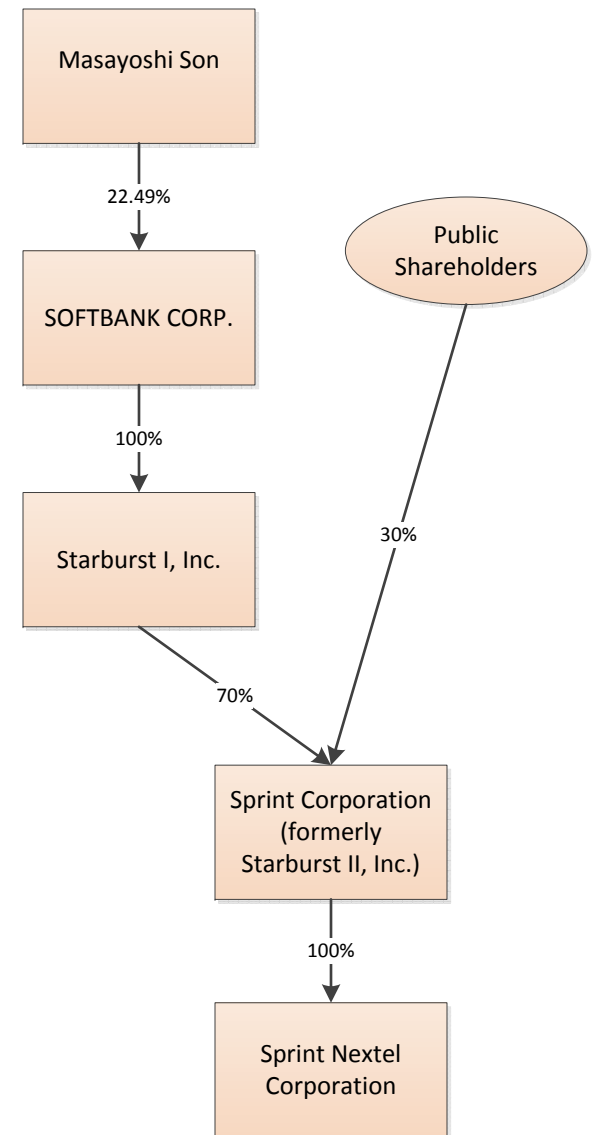 Masayoshi Son
22.49%
Public
Shareholders
SOFTBANK CORP.
100%
30%
Starburst I, Inc.
70%
Sprint Corporation
(formerly
Starburst II, Inc.)
100%
Sprint Nextel
Corporation